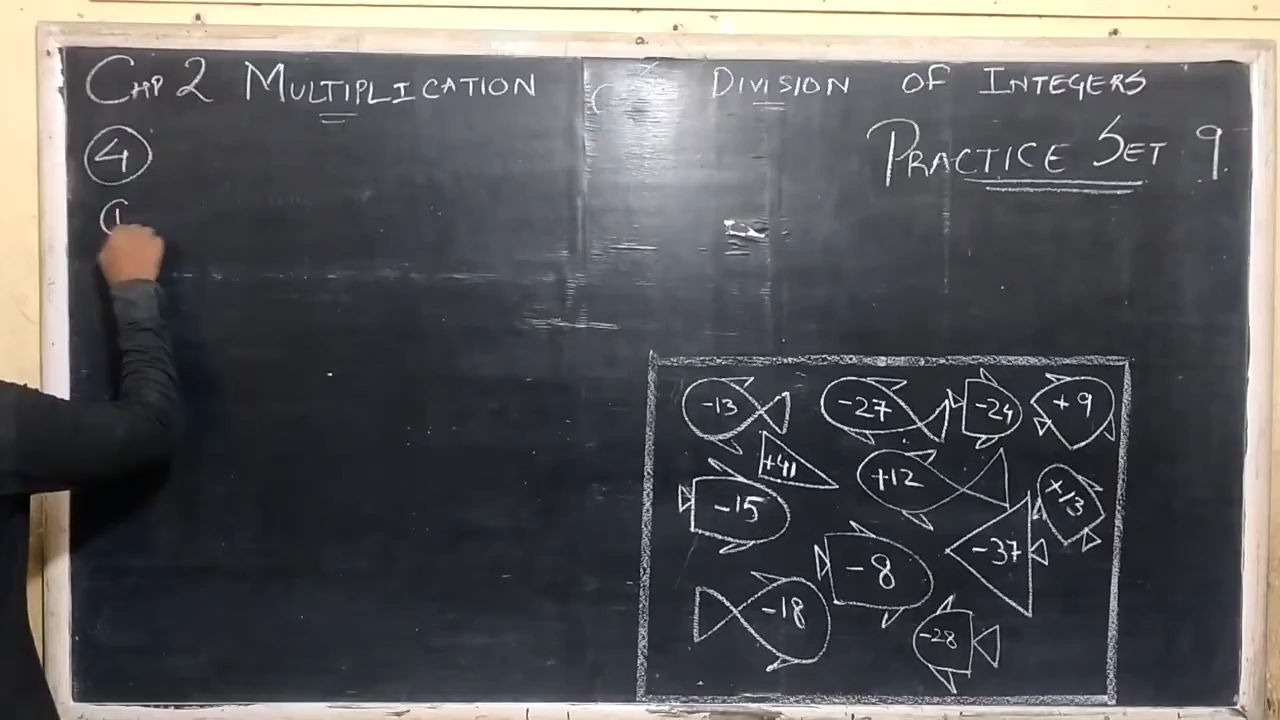 CHP 2 MULTIPLICATION DIVISION OF INTEGERS
PRACTICE SET 9
4
-13 -27 -24 +9
+41 +12
-15 +13
-8 -37
-18 -28